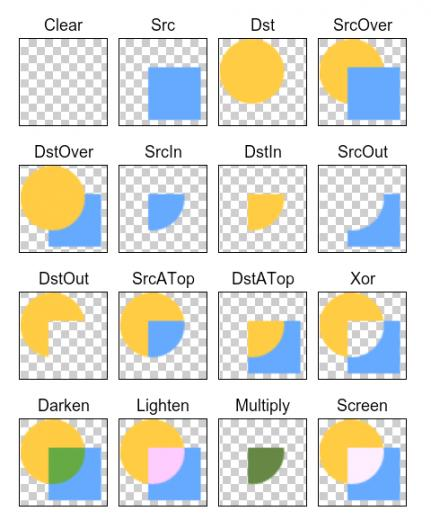 Clear Src Dst SrcOver
DstOver SrcIn DstIn SrcOut
DstOut SrcATop DstATop Xor
Darken Lighten Multiply Screen